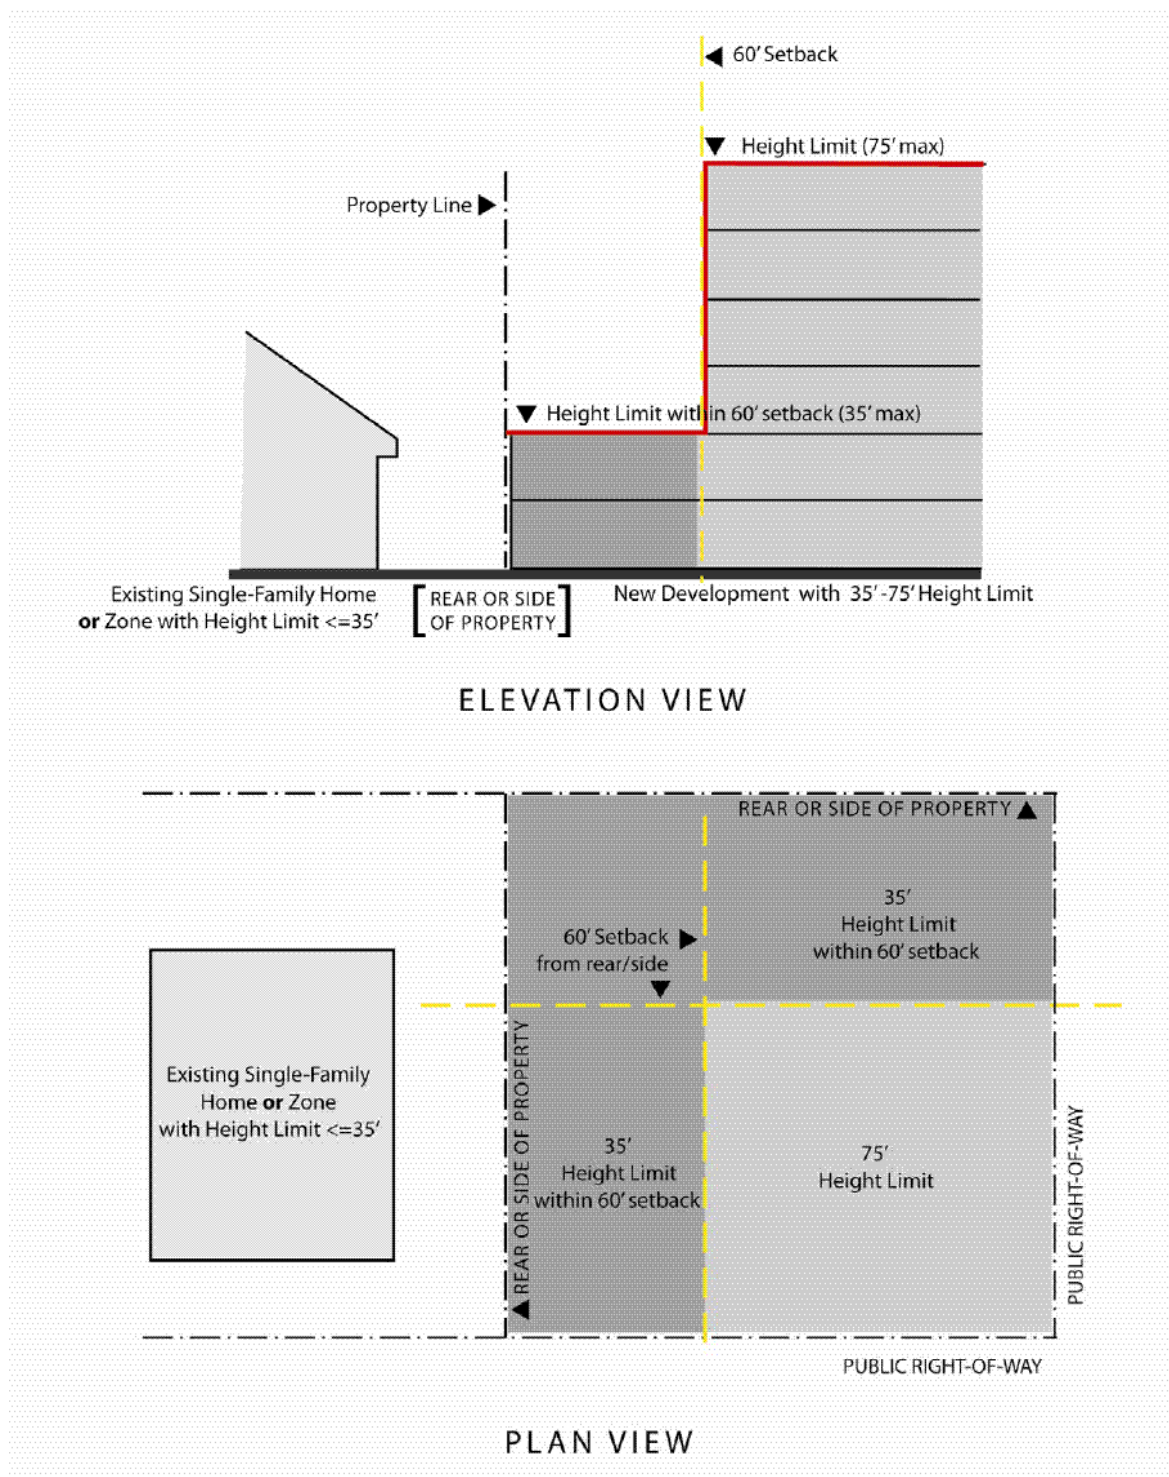 60' Setback
Height Limit (75' max)
Property Line
Height Limit within 60' setback (35' max)
Existing Single-Family Home
or Zone with Height Limit <=35'
REAR OR SIDE
OF PROPERTY
New Development with 35'-75' Height Limit
ELEVATION VIEW
REAR OR SIDE OF PROPERTY
35'
Height Limit
within 60' setback
60' Setback
from rear/side
Existing Single-Family
Home or Zone
with Height Limit <=35'
REAR OR SIDE OF PROPERTY
35'
Height Limit
within 60' setback
75'
Height Limit
PUBLIC RIGHT-OF-WAY
PUBLIC RIGHT-OF-WAY
PLAN VIEW